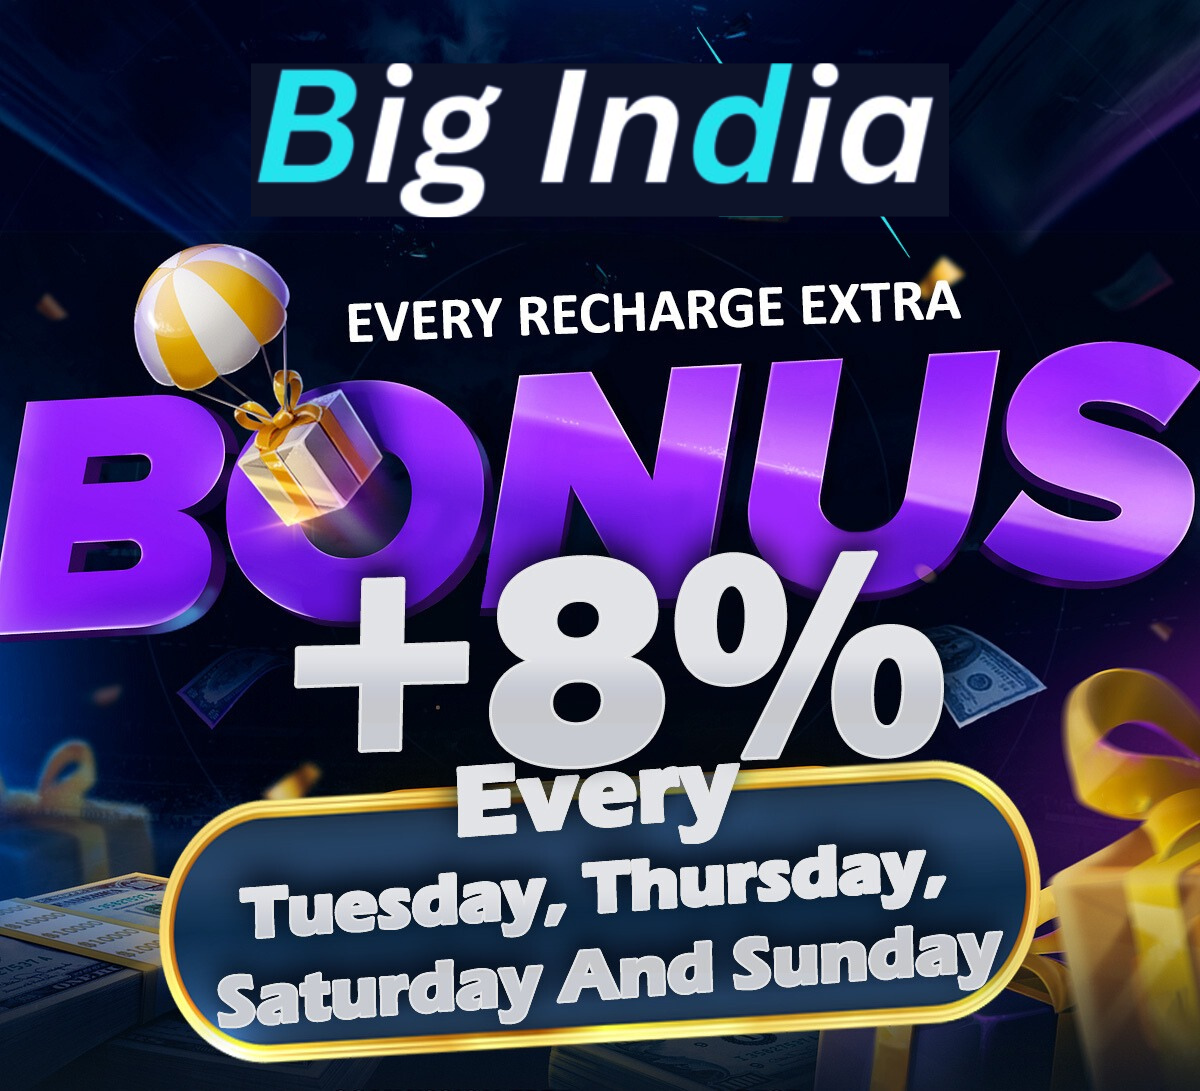 Big India
EVERY RECHARGE EXTRA
BONUS
+8%
Every
Tuesday, Thursday,
Saturday And Sunday